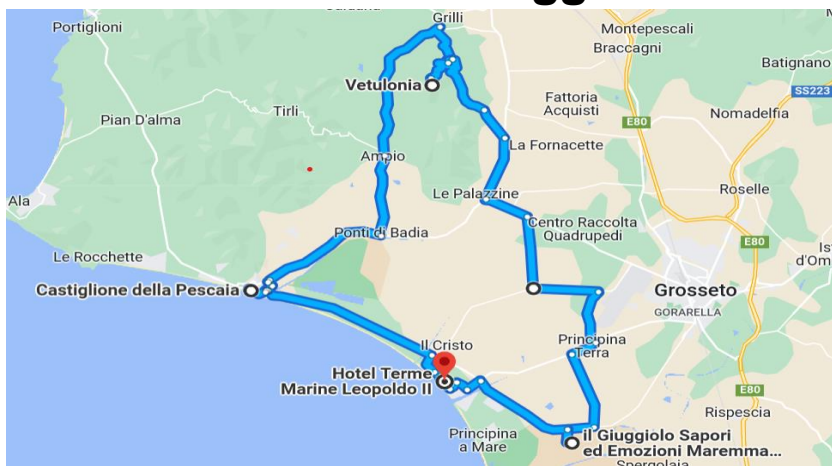 gg
Grilli
Portiglioni
Montepescali
Braccagni
Batignano
Vetulonia
SS223
Fattoria
Acquisti
E80
Nomadelfia
Pian D'alma
Tirli
La Fornacette
Ampio
Roselle
Ala
Le Palazzine
Centro Raccolta
Quadrupedi
Ponti di Badia
E80
Le Rocchette
Castiglione della Pescaia
Grosseto
GORARELLA
Il Cristo
Principina
Terra
Hotel Terme
Marine Leopoldo II
E80
Rispescia
Principina
a Mare
il Giuggiolo Sapori
ed Emozioni Maremma...
Spergolaia